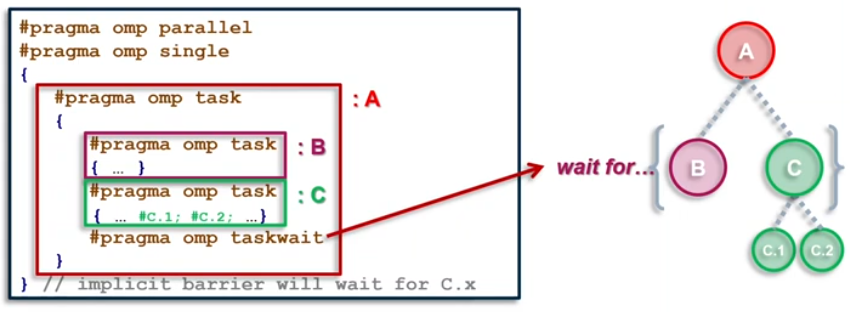 #pragma omp parallel
#pragma omp single
{
#pragma omp task : A
{
#pragma omp task : B
{ … }
#pragma omp task : C
{ … #C.1; #C.2; …}
#pragma omp taskwait
}
} // implicit barrier will wait for C.x
wait for…
A
B C
C.1 C.2